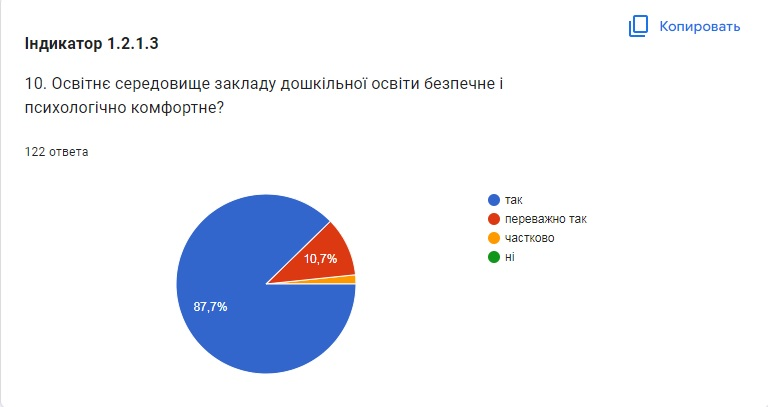 Копировать
Індикатор 1.2.1.3
10. Освітнє середовище закладу дошкільної освіти безпечне і
психологічно комфортне?
122 ответа
так
переважно так
частково
ні
10,7%
87,7%